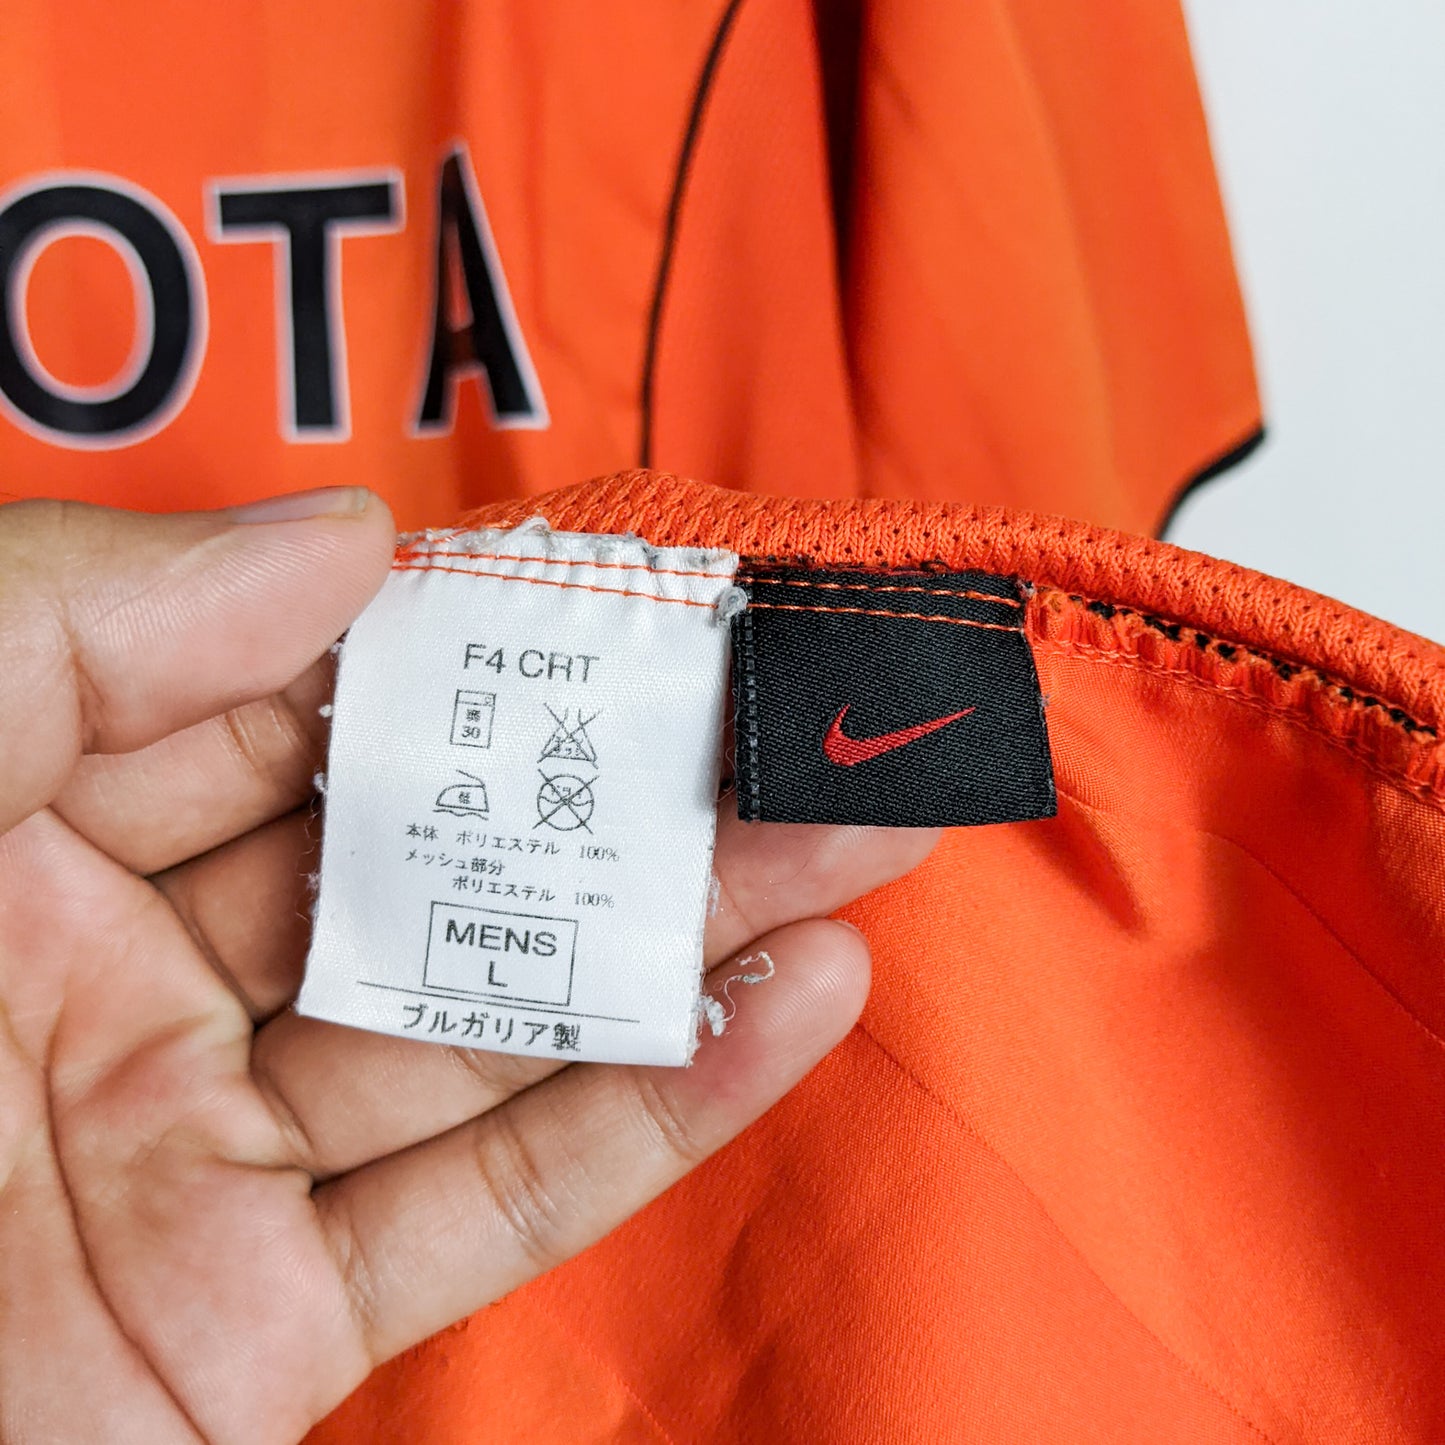 OTA
F4 CRT
30
低
本体 ポリエステル 100%
メッシュ部分
ポリエステル 100%
MENS
L
ブルガリア製